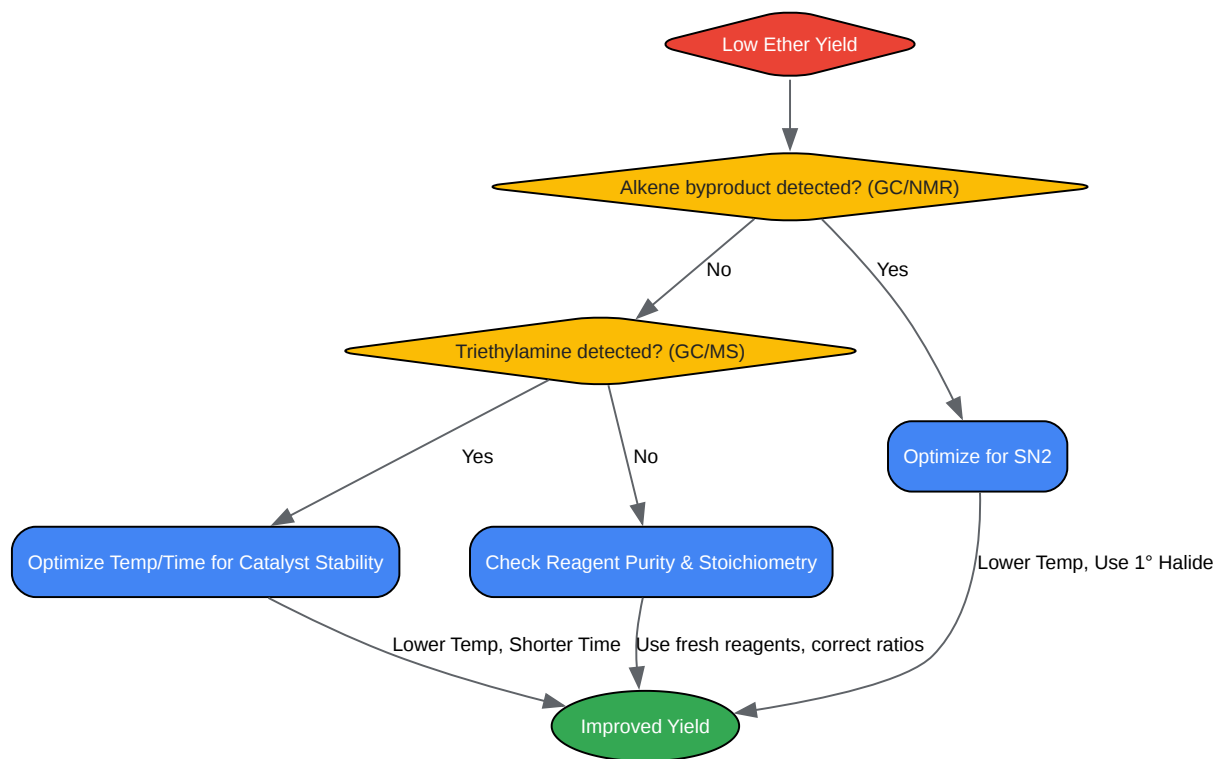 Low Ether Yield
Alkene byproduct detected? (GC/NMR)
No
Yes
Triethylamine detected? (GC/MS)
Yes
No
Optimize for SN2
Optimize Temp/Time for Catalyst Stability
Check Reagent Purity & Stoichiometry
Lower Temp, Use 1° Halide
Lower Temp, Shorter Time
Use fresh reagents, correct ratios
Improved Yield